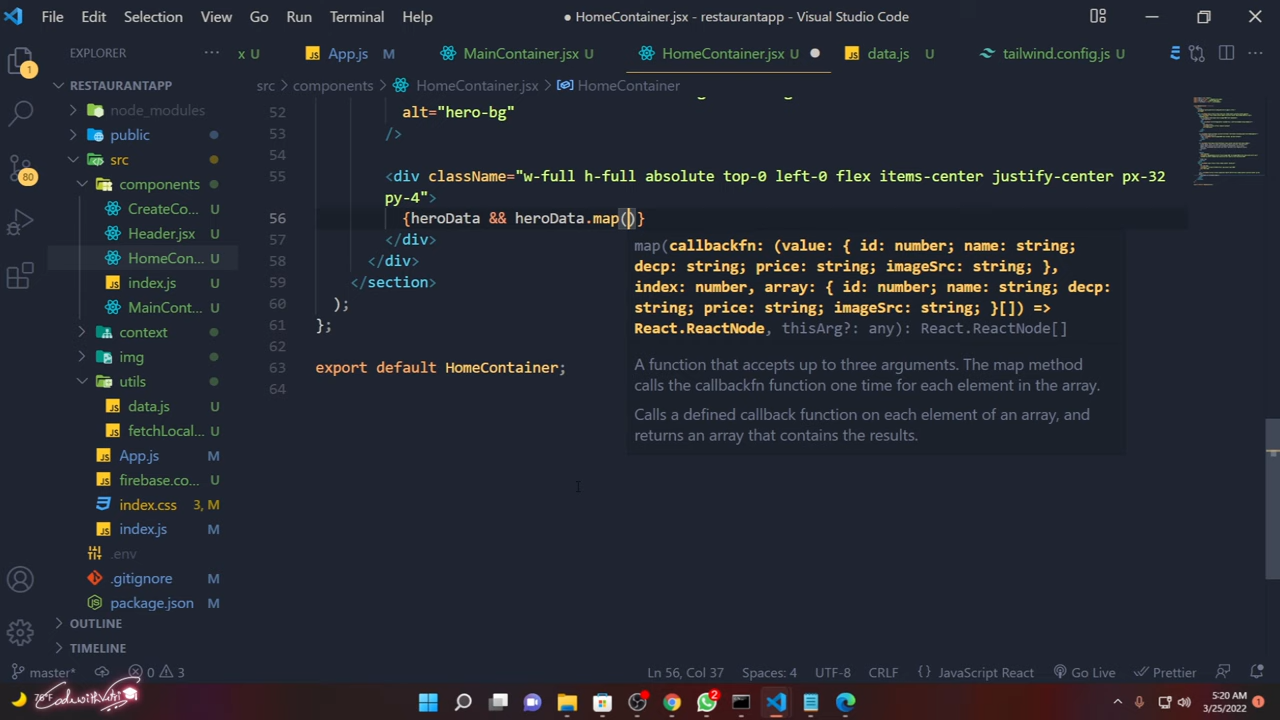 File Edit Selection View Go Run Terminal Help
● HomeContainer.jsx - restaurantapp - Visual Studio Code
EXPLORER
x U
App.js M
MainContainer.jsx U
HomeContainer.jsx U ●
data.js U
tailwind.config.js U
RESTAURANTAPP
src > components > HomeContainer.jsx > HomeContainer
node_modules
public
src
components
CreateCo... U
Header.jsx U
HomeCon... U
index.js U
MainCont... U
context
img
utils
data.js U
fetchLocal... U
App.js M
firebase.co... U
index.css 3, M
index.js M
.env
.gitignore M
package.json M
OUTLINE
TIMELINE
1
80
52 alt="hero-bg"
53 />
54
55 <div className="w-full h-full absolute top-0 left-0 flex items-center justify-center px-32
py-4">
56 {heroData && heroData.map()}
57 </div>
58 </div>
59 </section>
60 );
61 };
62
63 export default HomeContainer;
64
map(callbackfn: (value: { id: number; name: string;
decp: string; price: string; imageSrc: string; },
index: number, array: { id: number; name: string; decp:
string; price: string; imageSrc: string; }[]) =>
React.ReactNode, thisArg?: any): React.ReactNode[]
A function that accepts up to three arguments. The map method
calls the callbackfn function one time for each element in the array.
Calls a defined callback function on each element of an array, and
returns an array that contains the results.
master* 0 3
Ln 56, Col 37 Spaces: 4 UTF-8 CRLF { } JavaScript React Go Live Prettier
2
5:20 AM
3/25/2022